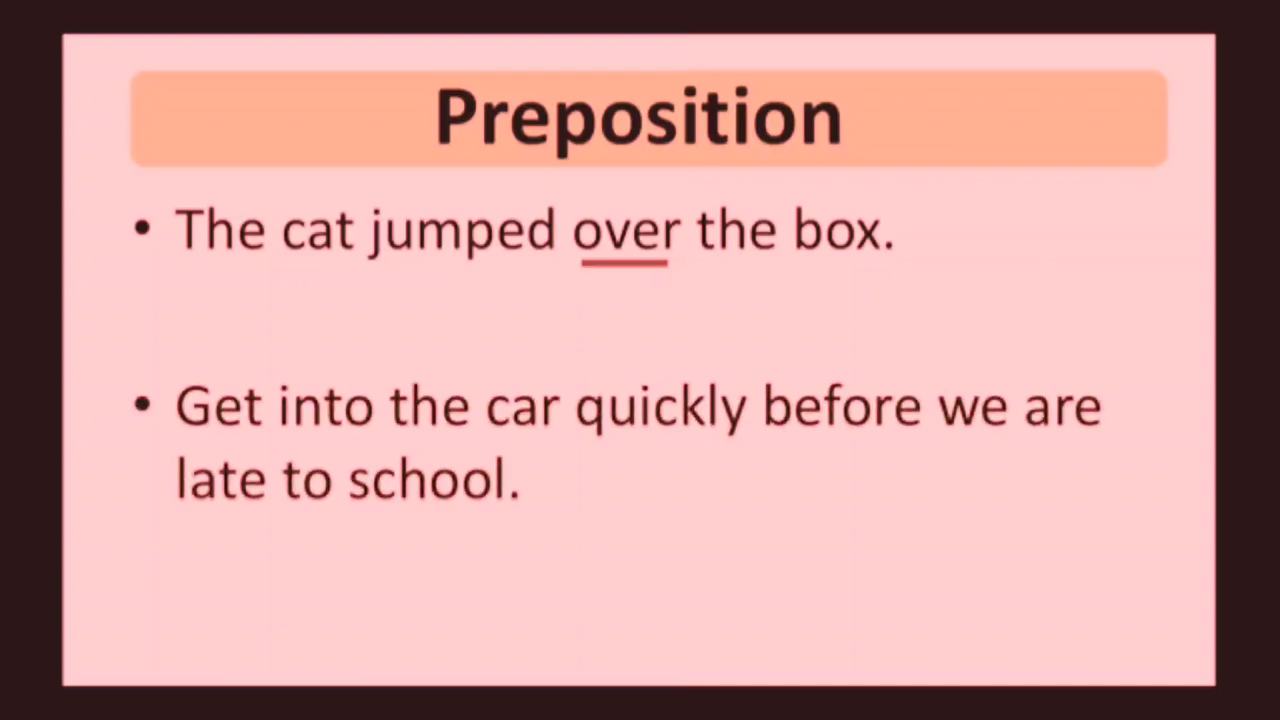 Preposition
• The cat jumped over the box.
• Get into the car quickly before we are
late to school.